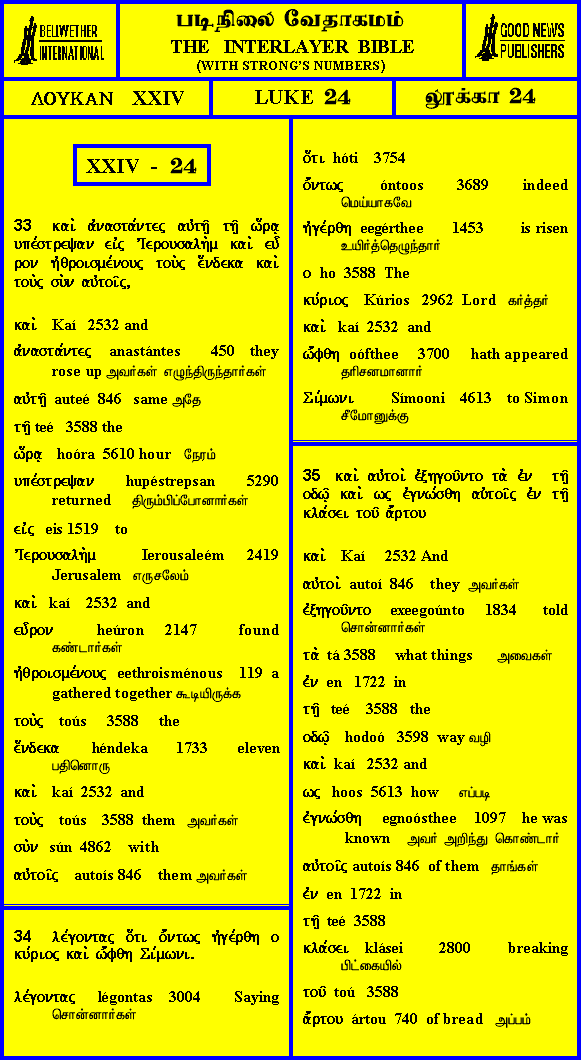 BELLWETHER
INTERNATIONAL
படிநிலை வேதாகமம்
THE INTERLAYER BIBLE
(WITH STRONG'S NUMBERS)
GOOD NEWS
PUBLISHERS
ΛΟΥΚΑΝ XXIV
LUKE 24
லூக்கா 24
XXIV - 24
33 καὶ ἀναστάντες αὐτῇ τῇ ὥρᾳ
υπέστρεψαν εἰς Ἰερουσαλὴμ καὶ εὗ
ρον ἠθροισμένους τοὺς ἕνδεκα καὶ
τοὺς σὺν αὐτοῖς,
καὶ Kaí 2532 and
ἀναστάντες anastántes 450 they
rose up அவர்கள் எழுந்திருந்தார்கள்
αὐτῇ auteé 846 same அதே
τῇ teé 3588 the
ὥρᾳ hoóra 5610 hour நேரம்
υπέστρεψαν hupéstrepsan 5290
returned திரும்பிப்போனார்கள்
εἰς eis 1519 to
Ἰερουσαλὴμ Ierousaleém 2419
Jerusalem எருசலேம்
καὶ kaí 2532 and
εὗρον heúron 2147 found
கண்டார்கள்
ἠθροισμένους eethroisménous 119 a
gathered together கூடியிருக்க
τοὺς toús 3588 the
ἕνδεκα héndeka 1733 eleven
பதினொரு
καὶ kaí 2532 and
τοὺς toús 3588 them அவர்கள்
σὺν sún 4862 with
αὐτοῖς autoís 846 them அவர்கள்
34 λέγοντας ὅτι ὄντως ἠγέρθη ο
κύριος καὶ ὤφθη Σίμωνι.
λέγοντας légontas 3004 Saying
சொன்னார்கள்
ὅτι hóti 3754
ὄντως óntoos 3689 indeed
மெய்யாகவே
ἠγέρθη eegérthee 1453 is risen
உயிர்த்தெழுந்தார்
ο ho 3588 The
κύριος Kúrios 2962 Lord கர்த்தர்
καὶ kaí 2532 and
ὤφθη oófthee 3700 hath appeared
தரிசனமானார்
Σίμωνι Símooni 4613 to Simon
சீமோனுக்கு
35 καὶ αὐτοὶ ἐξηγοῦντο τὰ ἐν τῇ
οδῷ καὶ ως ἐγνώσθη αὐτοῖς ἐν τῇ
κλάσει τοῦ ἄρτου
καὶ Kaí 2532 And
αὐτοὶ autoí 846 they அவர்கள்
ἐξηγοῦντο exeegoúnto 1834 told
சொன்னார்கள்
τὰ tá 3588 what things அவைகள்
ἐν en 1722 in
τῇ teé 3588 the
οδῷ hodoó 3598 way வழி
καὶ kaí 2532 and
ως hoos 5613 how எப்படி
ἐγνώσθη egnoósthee 1097 he was
known அவர் அறிந்து கொண்டார்
αὐτοῖς autoís 846 of them தாங்கள்
ἐν en 1722 in
τῇ teé 3588
κλάσει klásei 2800 breaking
பிட்கையில்
τοῦ toú 3588
ἄρτου ártou 740 of bread அப்பம்